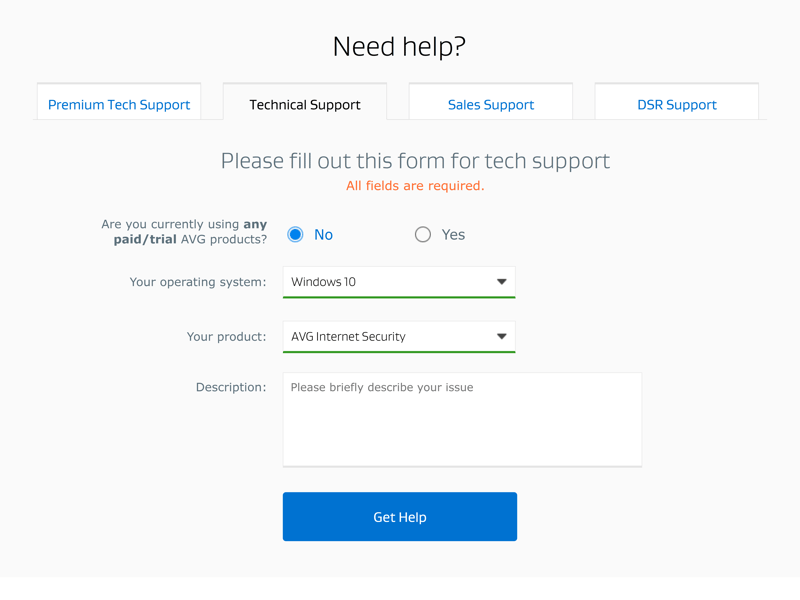 Need help?
Premium Tech Support
Technical Support
Sales Support
DSR Support
Please fill out this form for tech support
All fields are required.
Are you currently using any
paid/trial AVG products?
No
Yes
Your operating system:
Windows 10
Your product:
AVG Internet Security
Description:
Please briefly describe your issue
Get Help